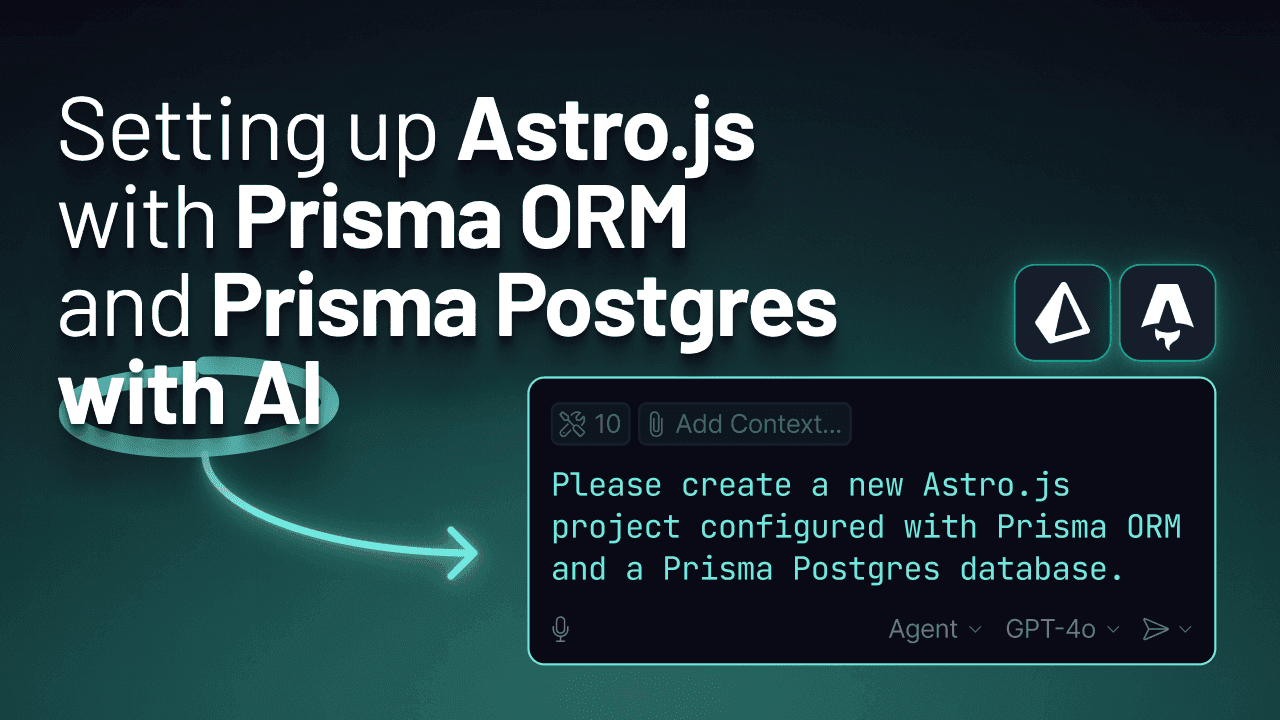 Setting up Astro.js
with Prisma ORM
and Prisma Postgres
with AI
10
Add Context...
Please create a new Astro.js
project configured with Prisma ORM
and a Prisma Postgres database.
Agent
GPT-4o